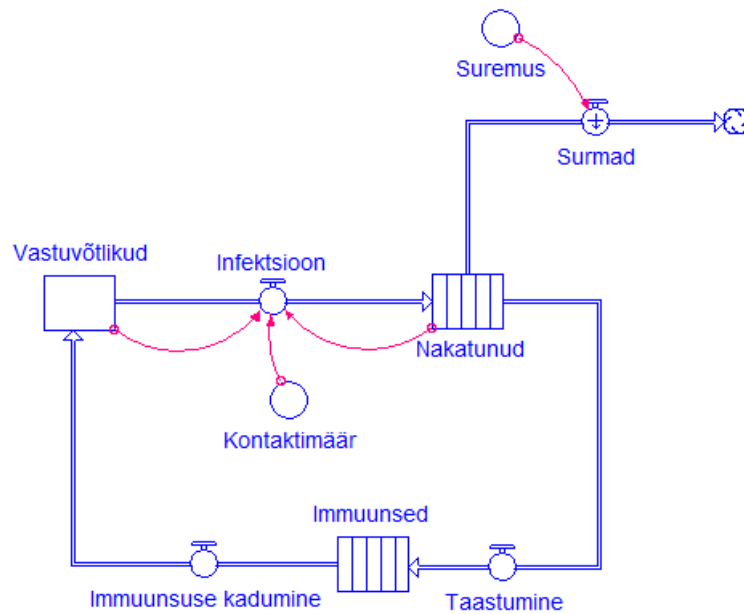 Suremus
Surmad
Vastuvõtlikud
Infektsioon
Nakatunud
Kontaktimäär
Immuunsed
Immuunsuse kadumine
Taastumine